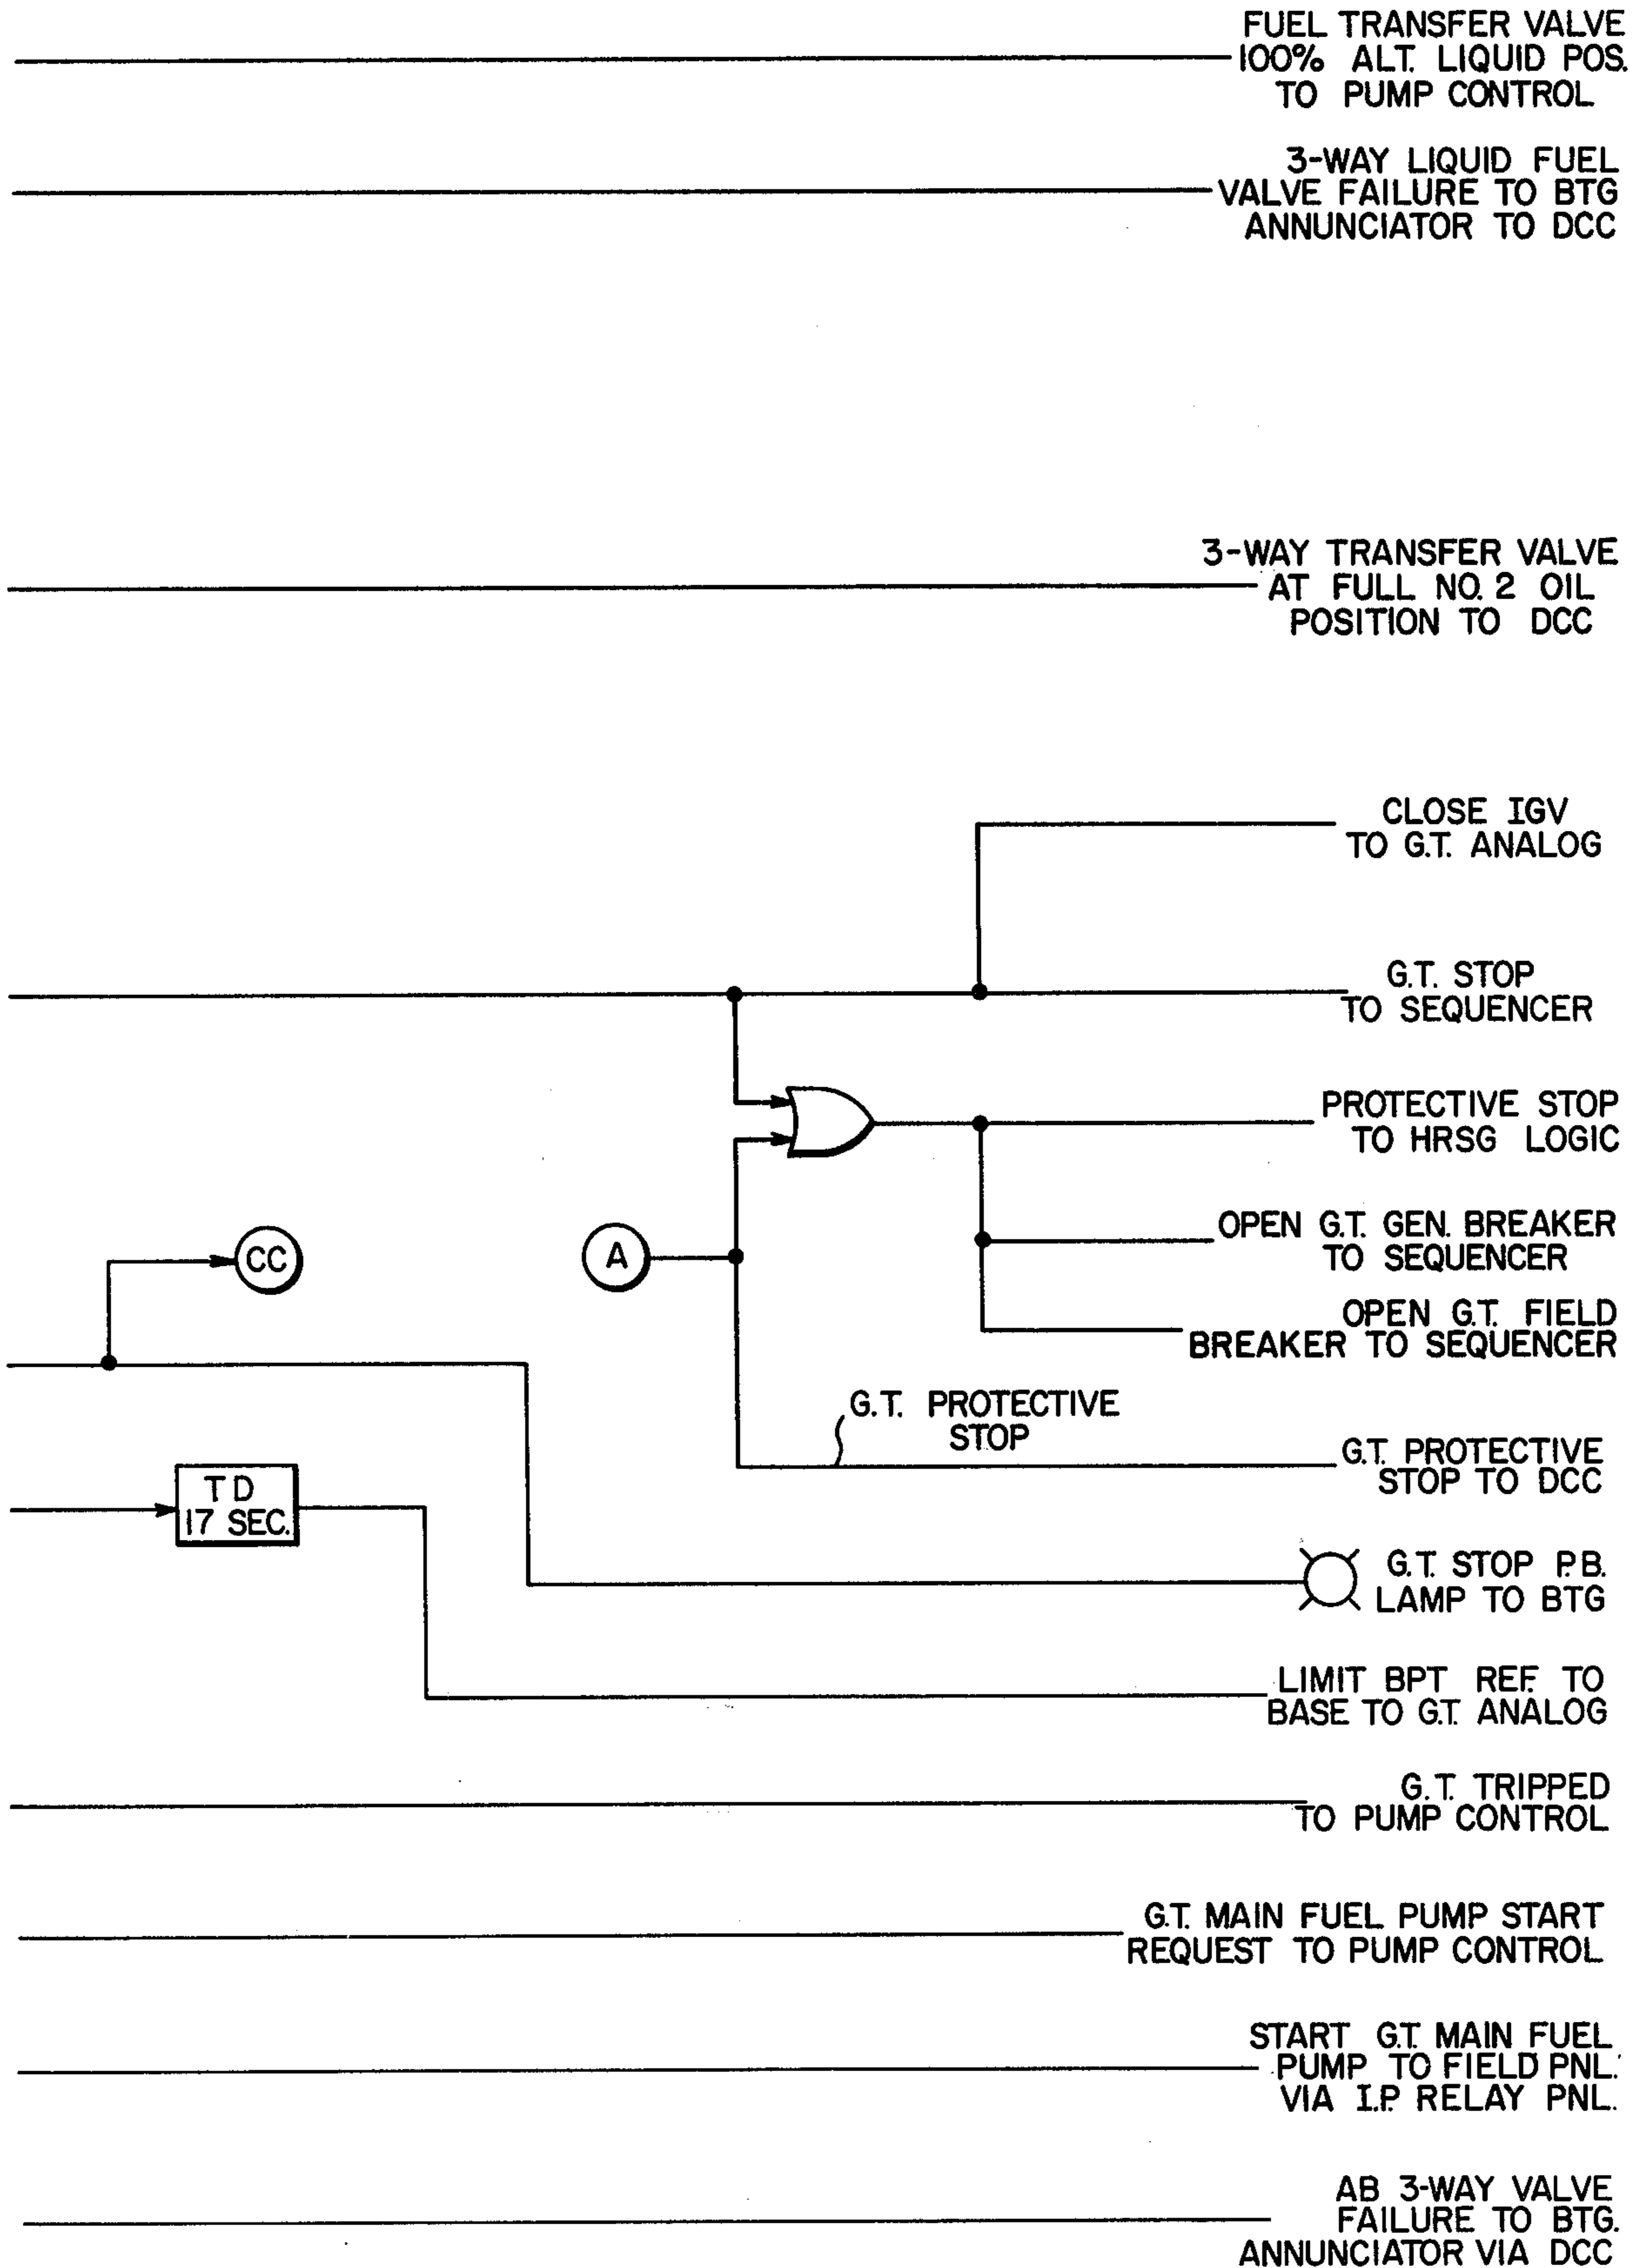 FUEL TRANSFER VALVE
100% ALT. LIQUID POS.
TO PUMP CONTROL
3-WAY LIQUID FUEL
VALVE FAILURE TO BTG
ANNUNCIATOR TO DCC
3-WAY TRANSFER VALVE
AT FULL NO. 2 OIL
POSITION TO DCC
CLOSE IGV
TO G.T. ANALOG
G.T. STOP
TO SEQUENCER
PROTECTIVE STOP
TO HRSG LOGIC
OPEN G.T. GEN. BREAKER
TO SEQUENCER
CC
A
OPEN G.T. FIELD
BREAKER TO SEQUENCER
G.T. PROTECTIVE
STOP
G.T. PROTECTIVE
STOP TO DCC
TD
17 SEC.
G.T. STOP P.B.
LAMP TO BTG
LIMIT BPT REF. TO
BASE TO G.T. ANALOG
G.T. TRIPPED
TO PUMP CONTROL
G.T. MAIN FUEL PUMP START
REQUEST TO PUMP CONTROL
START G.T. MAIN FUEL
PUMP TO FIELD PNL.
VIA I.P. RELAY PNL.
AB 3-WAY VALVE
FAILURE TO BTG.
ANNUNCIATOR VIA DCC